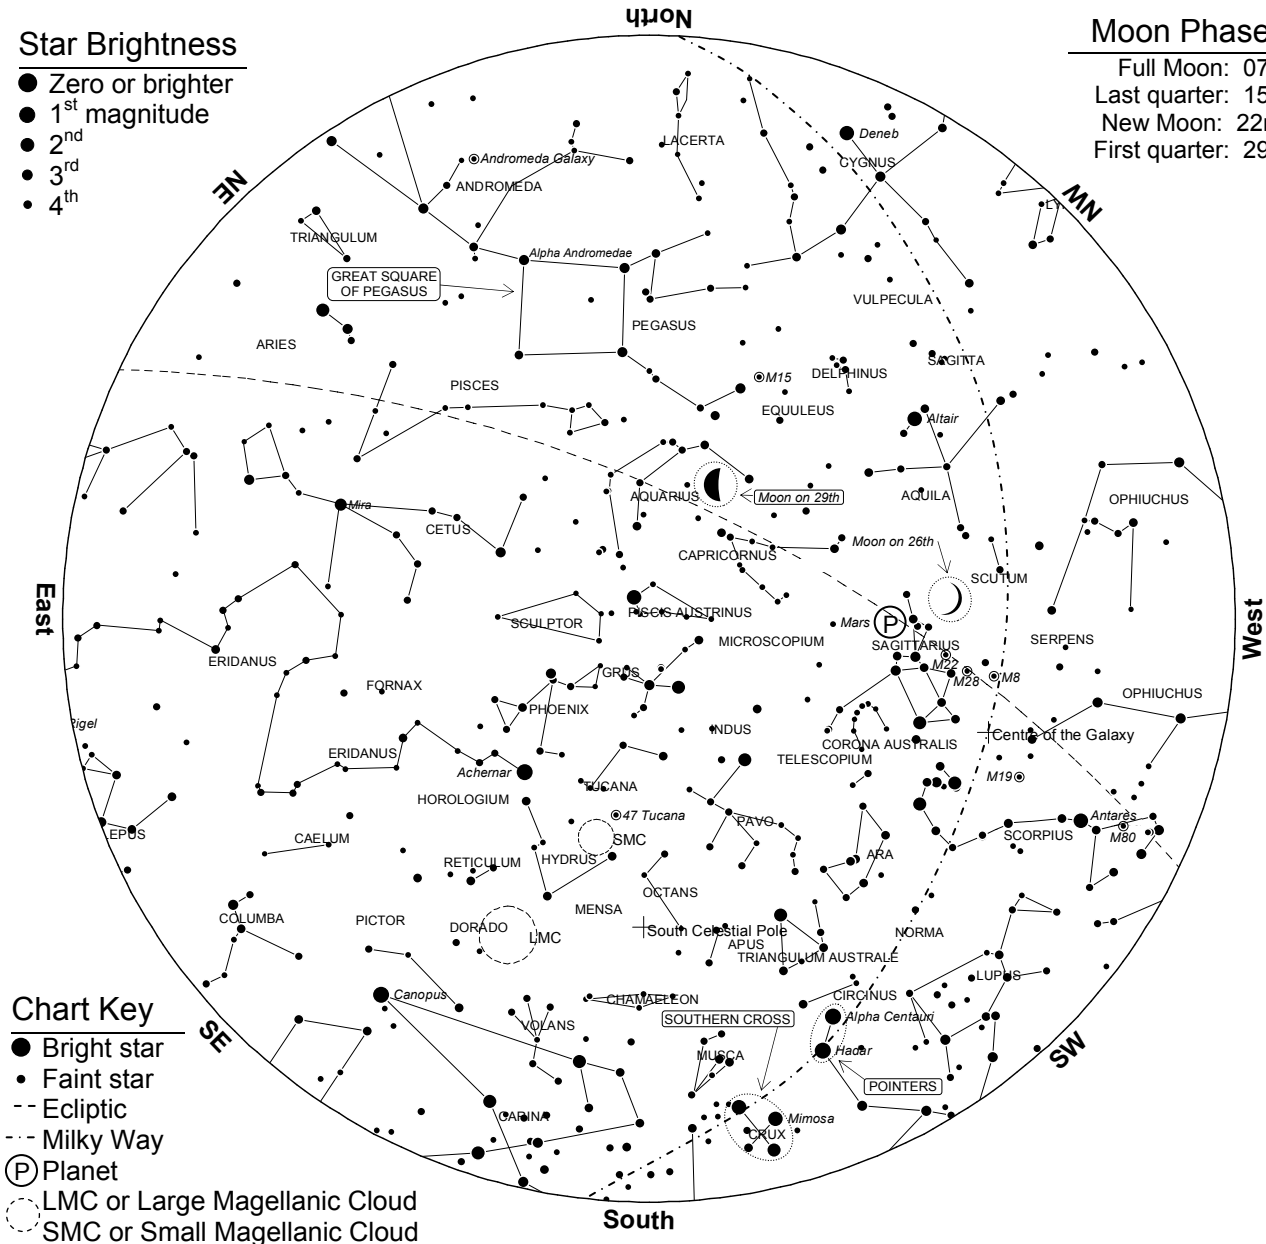 North
Star Brightness
Zero or brighter
1st magnitude
2nd
3rd
4th
Moon Phase
Full Moon: 07
Last quarter: 15
New Moon: 22
First quarter: 29
NE
NW
LACERTA
Deneb
CYGNUS
Andromeda Galaxy
ANDROMEDA
TRIANGULUM
Alpha Andromedae
GREAT SQUARE
OF PEGASUS
VULPECULA
PEGASUS
ARIES
SAGITTA
DELPHINUS
M15
PISCES
EQUULEUS
Altair
AQUARIUS
Moon on 29th
AQUILA
OPHIUCHUS
Mira
CETUS
CAPRICORNUS
Moon on 26th
SCUTUM
East
West
PISCIS AUSTRINUS
SCULPTOR
Mars
P
MICROSCOPIUM
SAGITTARIUS
SERPENS
ERIDANUS
M22
M28
M8
GRUS
FORNAX
OPHIUCHUS
PHOENIX
Rigel
INDUS
ERIDANUS
CORONA AUSTRALIS
Centre of the Galaxy
TELESCOPIUM
Achernar
M19
TUCANA
HOROLOGIUM
47 Tucana
PAVO
Antares
LEPUS
CAELUM
SMC
SCORPIUS
M80
HYDRUS
RETICULUM
ARA
OCTANS
COLUMBA
PICTOR
MENSA
DORADO
LMC
South Celestial Pole
NORMA
APUS
TRIANGULUM AUSTRALE
LUPUS
Canopus
CHAMAELEON
CIRCINUS
VOLANS
SOUTHERN CROSS
Alpha Centauri
SE
SW
MUSCA
Hadar
POINTERS
CARINA
Mimosa
CRUX
Chart Key
Bright star
Faint star
Ecliptic
Milky Way
P Planet
LMC or Large Magellanic Cloud
SMC or Small Magellanic Cloud
South